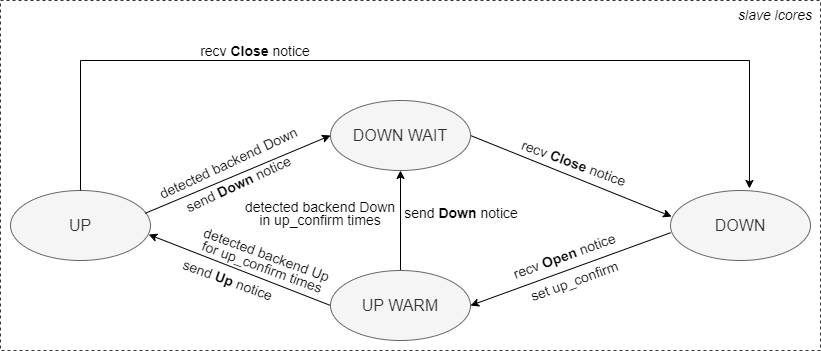 slave lcores
recv Close notice
DOWN WAIT
detected backend Down
send Down notice
recv Close notice
detected backend Down
in up_confirm times
send Down notice
UP
DOWN
detected backend Up
for up_confirm times
send Up notice
recv Open notice
set up_confirm
UP WARM